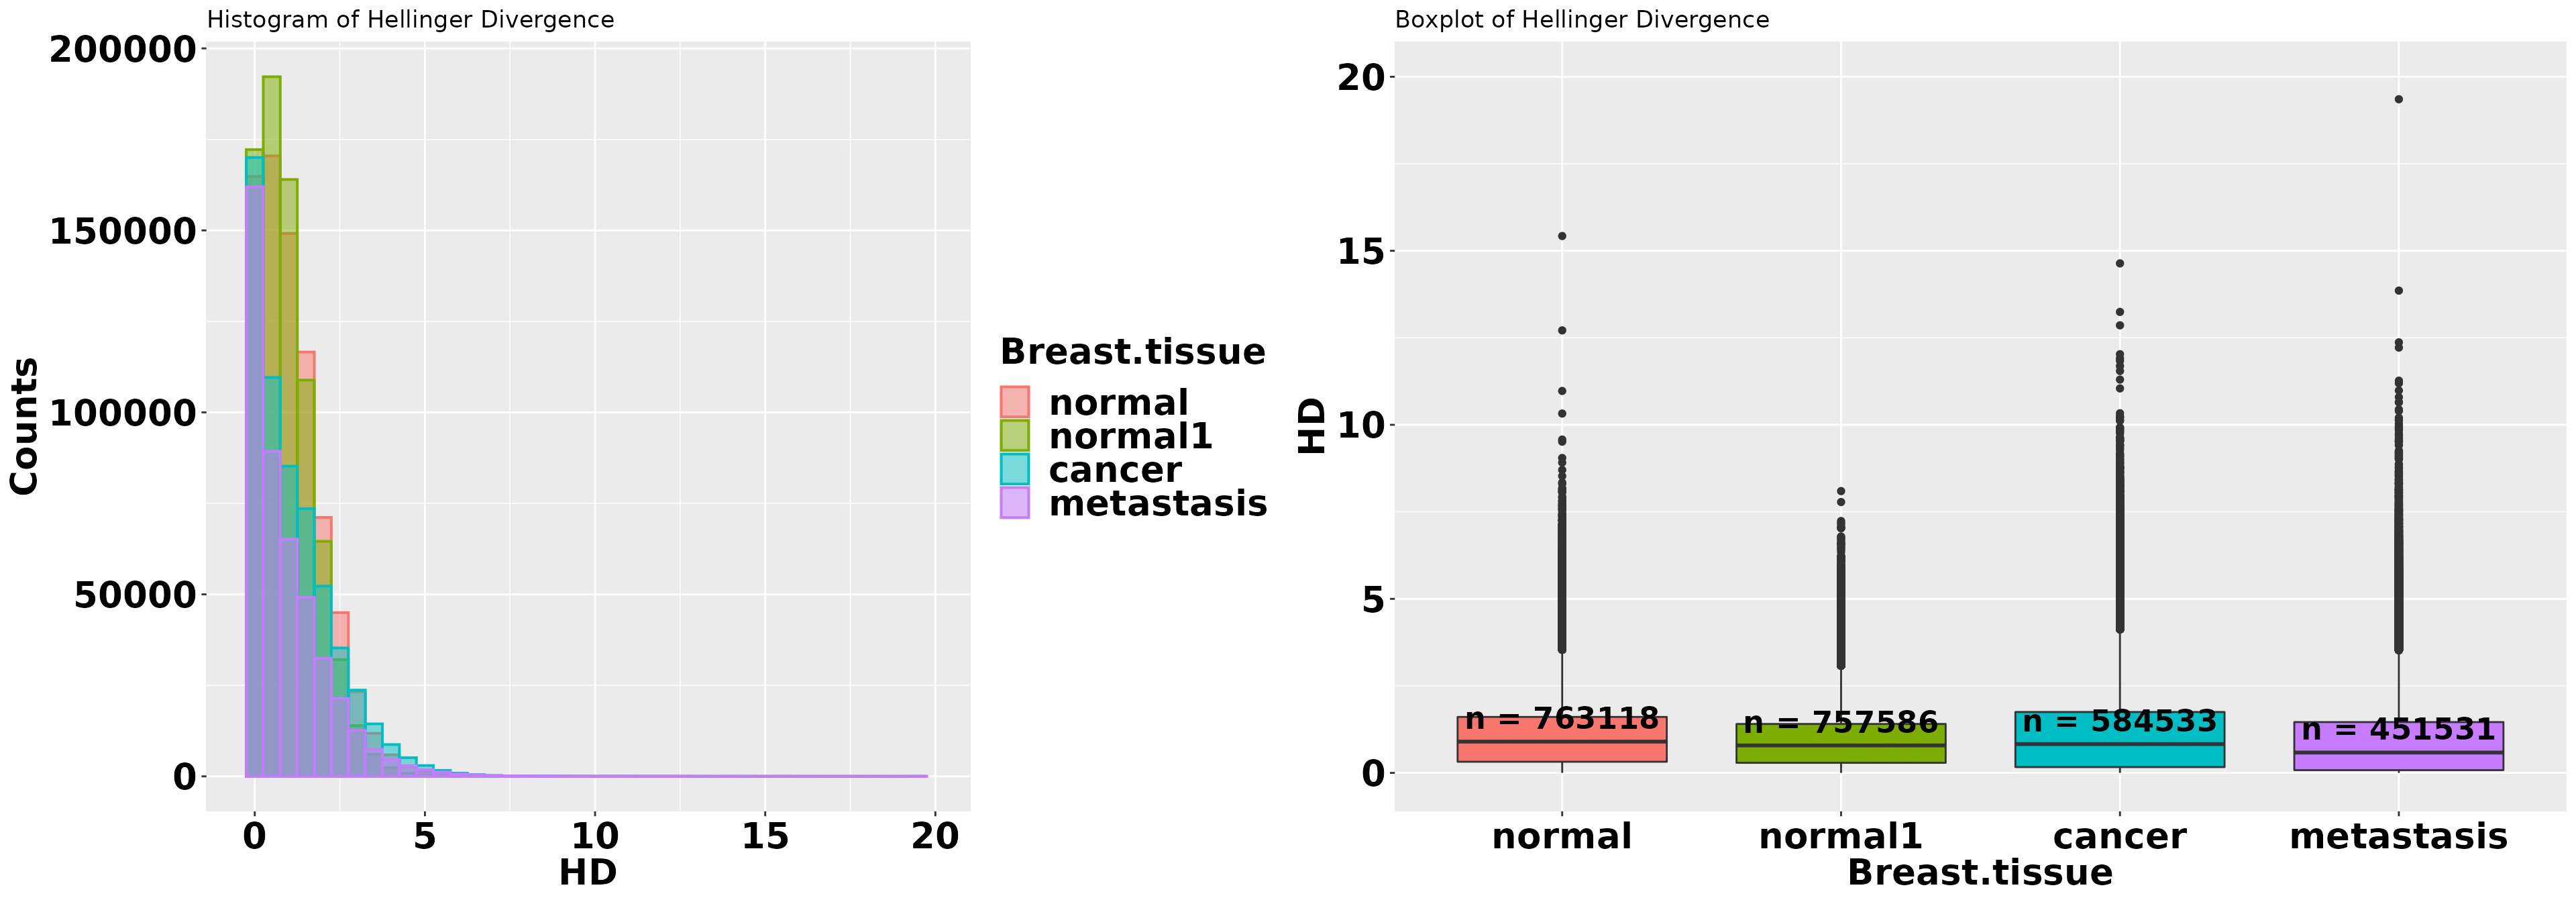 Histogram of Hellinger Divergence
200000
150000
100000
50000
0
Counts
0 5 10 15 20
HD
Breast.tissue
normal
normal1
cancer
metastasis
Boxplot of Hellinger Divergence
20
15
10
5
0
HD
n = 763118 n = 757586 n = 584533 n = 451531
normal normal1 cancer metastasis
Breast.tissue